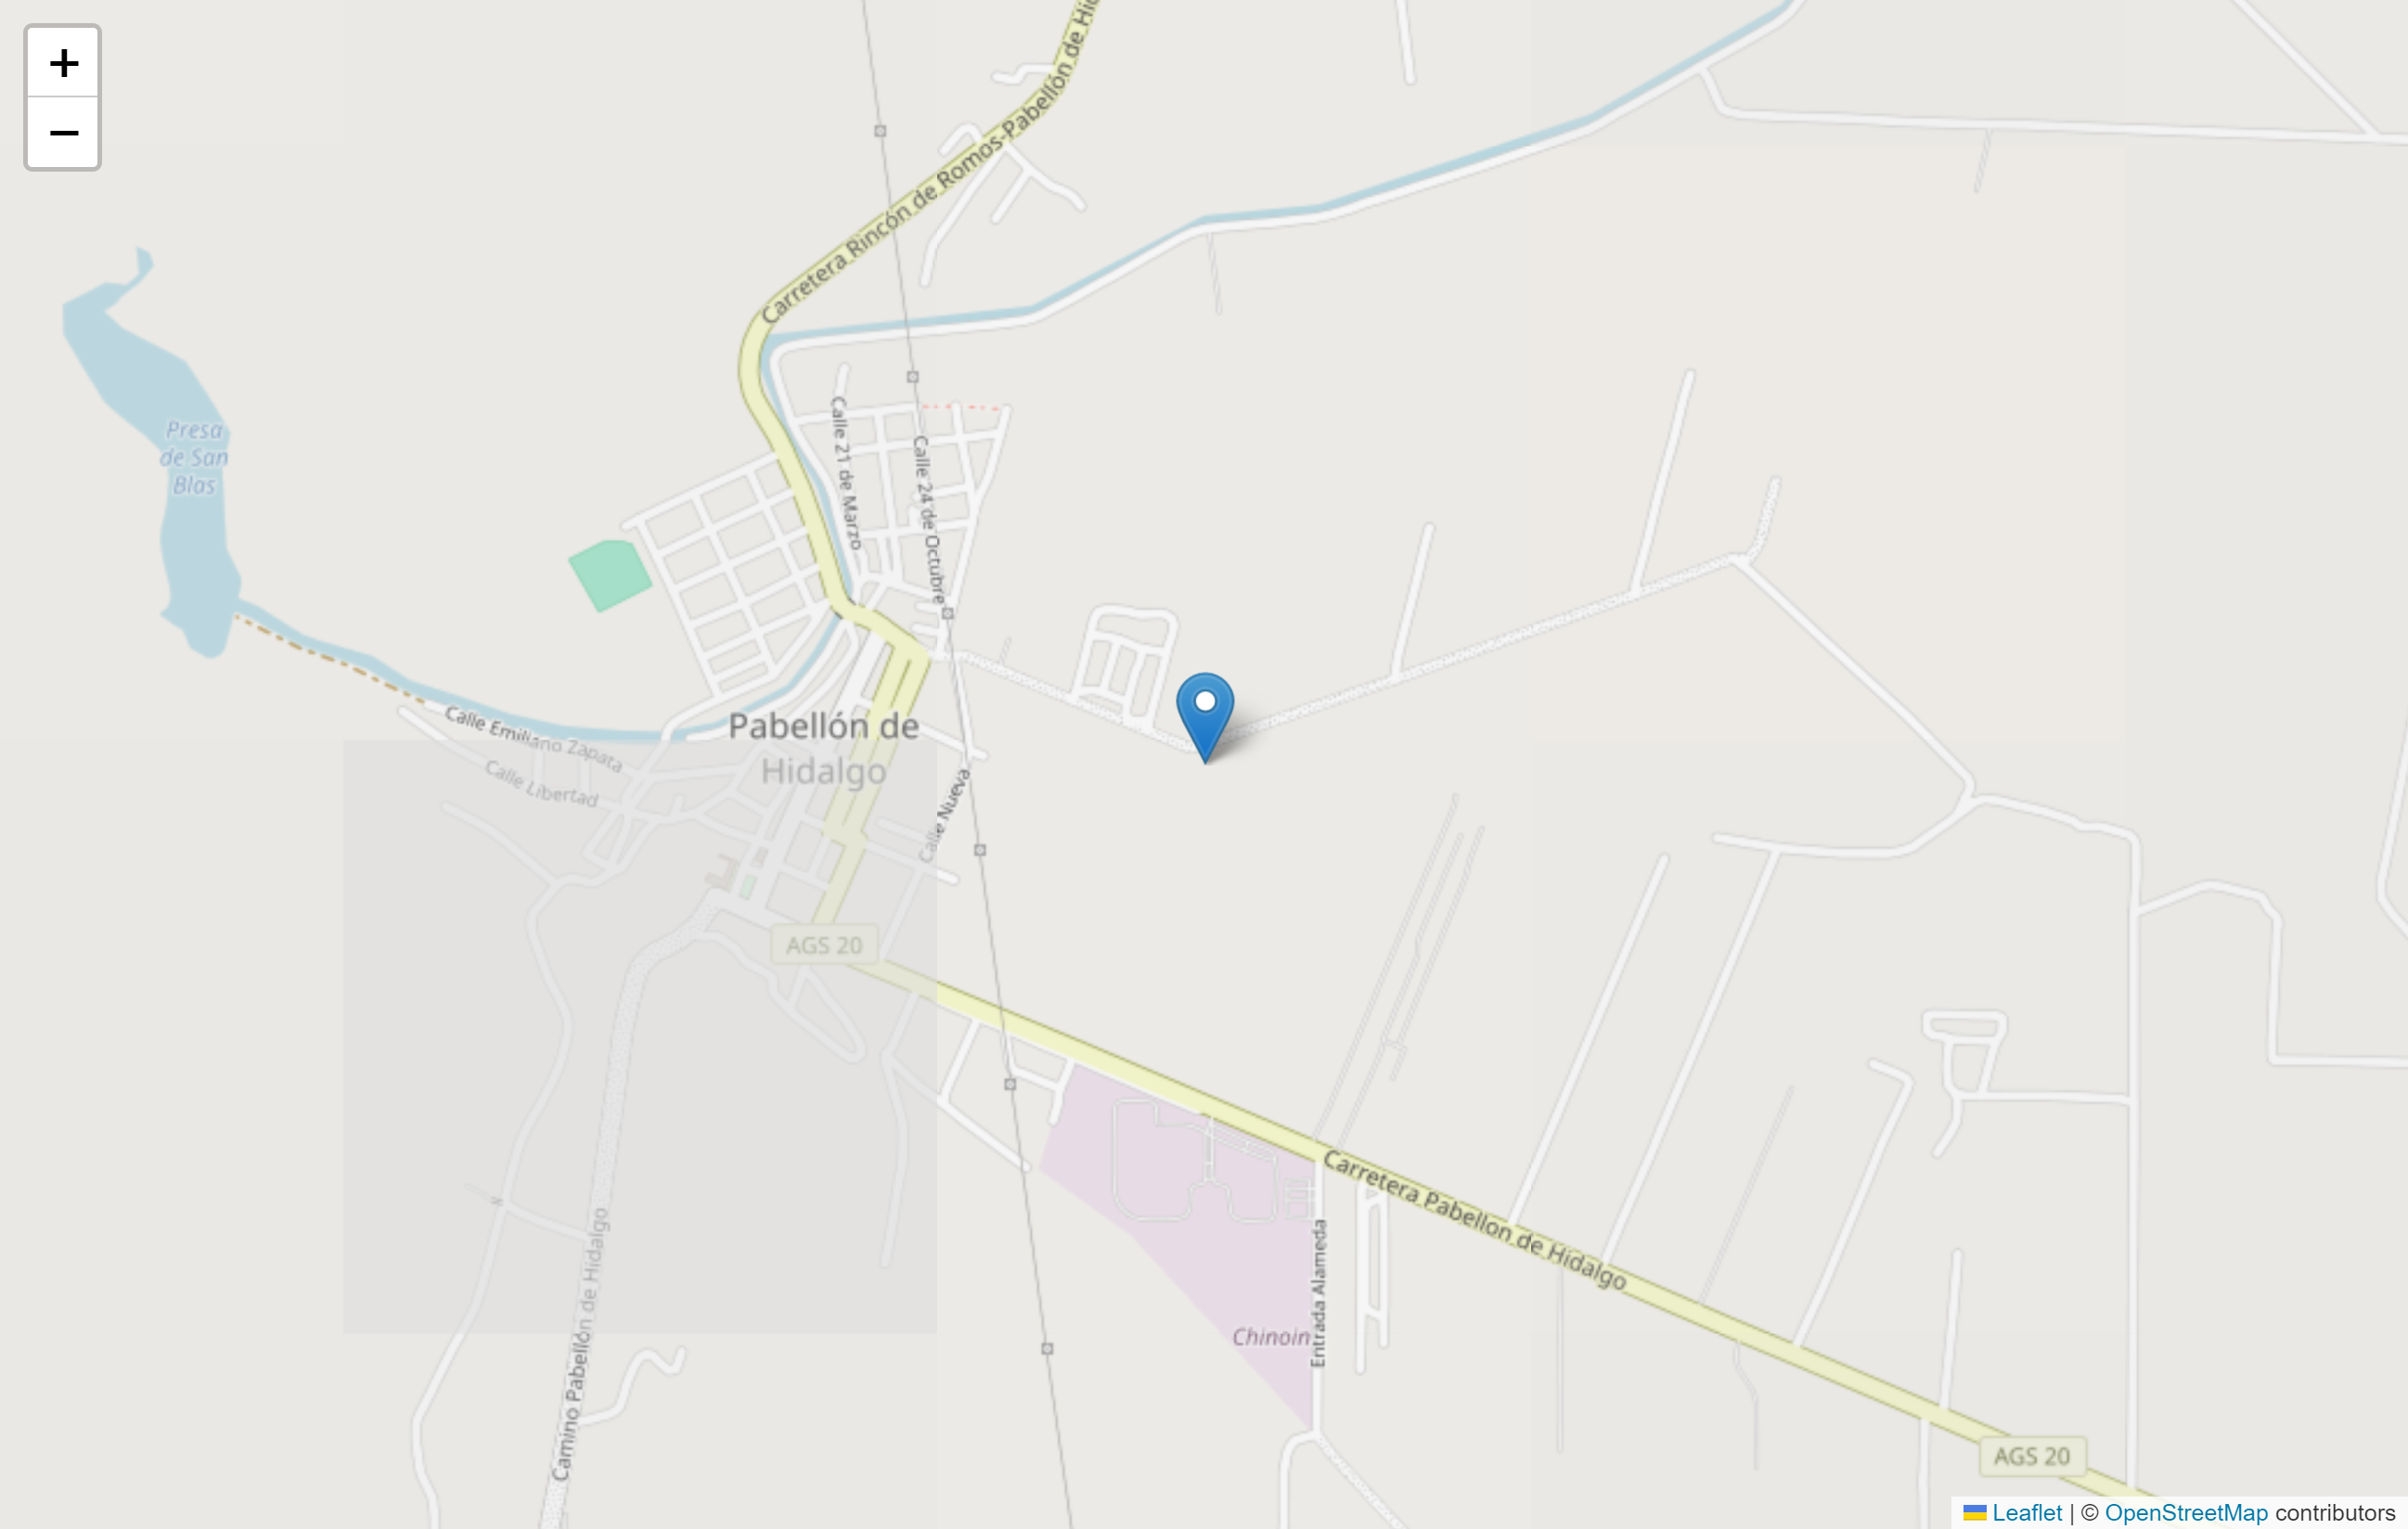 +
−
Carretera Rincón de Romos-Pabellón de Hid
Presa
de San
Blas
Calle 21 de Marzo
Calle 24 de Octubre
Pabellón de
Hidalgo
Calle Emiliano Zapata
Calle Libertad
Calle Nueva
AGS 20
Carretera Pabellon de Hidalgo
Entrada Alameda
Chinoin
Camino Pabellón de Hidalgo
AGS 20
Leaflet | © OpenStreetMap contributors